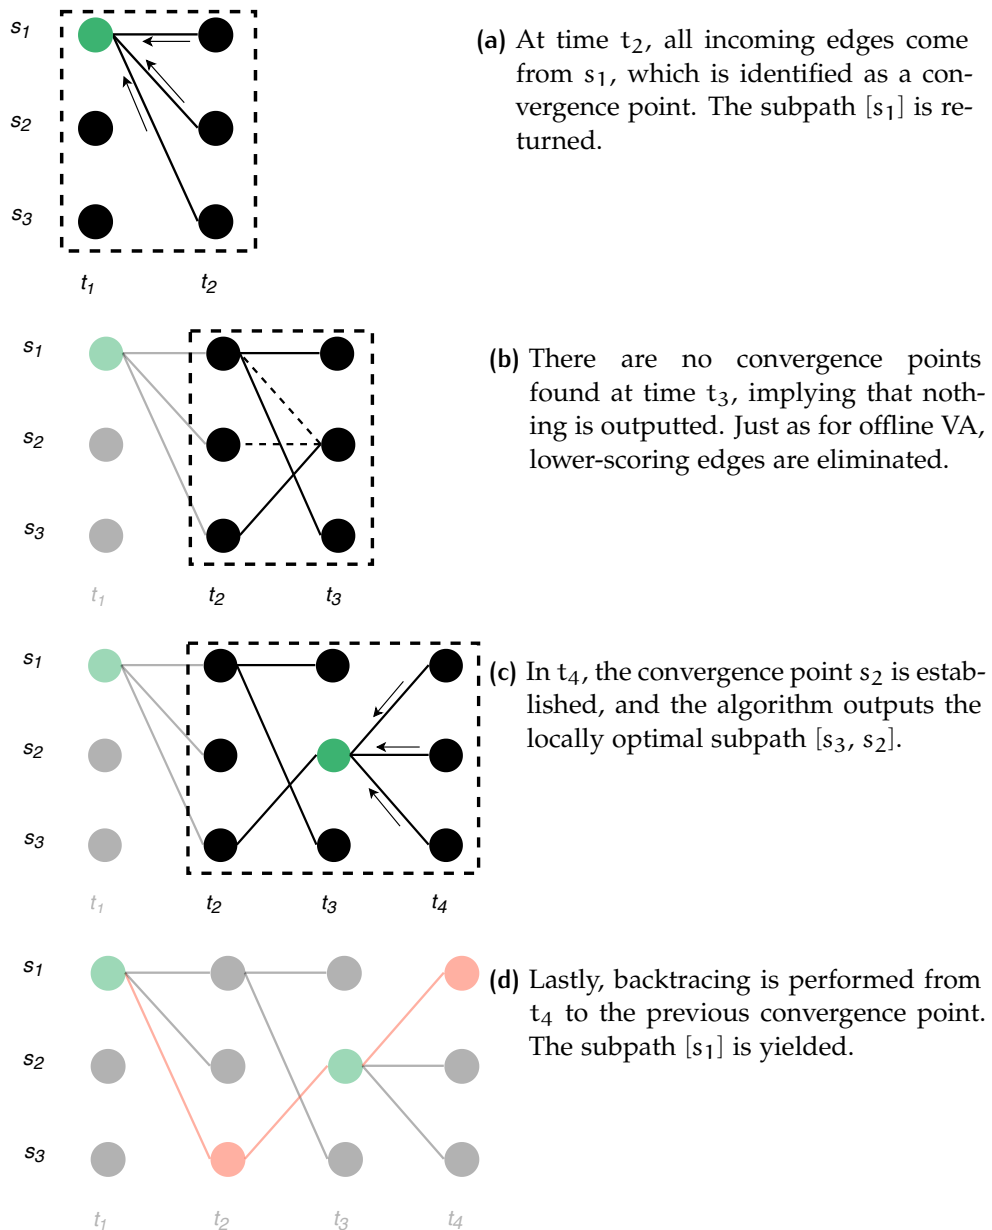 s1
s2
s3
t1 t2
(a) At time t2, all incoming edges come
from s1, which is identified as a con-
vergence point. The subpath [s1] is re-
turned.
s1
s2
s3
t1 t2 t3
(b) There are no convergence points
found at time t3, implying that noth-
ing is outputted. Just as for offline VA,
lower-scoring edges are eliminated.
s1
s2
s3
t1 t2 t3 t4
(c) In t4, the convergence point s2 is estab-
lished, and the algorithm outputs the
locally optimal subpath [s3, s2].
s1
s2
s3
t1 t2 t3 t4
(d) Lastly, backtracing is performed from
t4 to the previous convergence point.
The subpath [s1] is yielded.